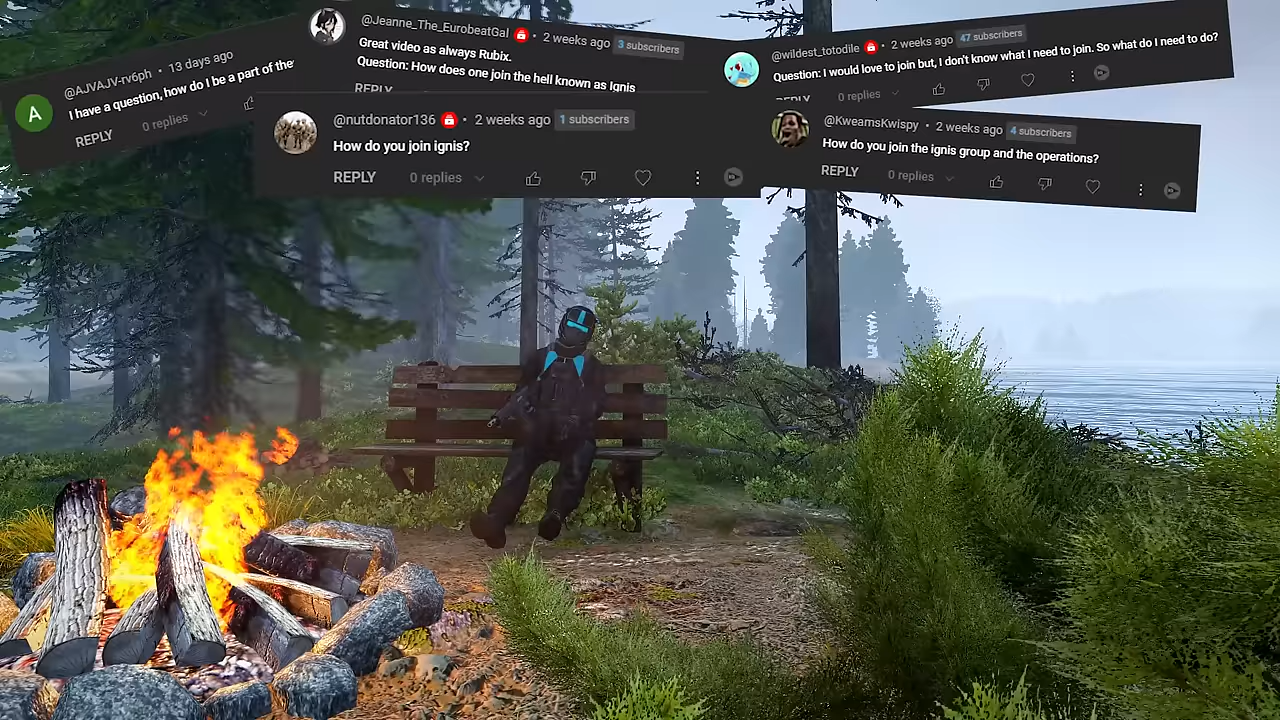 @AJVAJV-rv6ph • 13 days ago
I have a question, how do I be a part of the
REPLY 0 replies
@Jeanne_The_EurobeatGal • 2 weeks ago 3 subscribers
Great video as always Rubix.
Question: How does one join the hell known as Ignis
REPLY
@wildest_totodile • 2 weeks ago 47 subscribers
Question: I would love to join but, I don't know what I need to join. So what do I need to do?
REPLY 0 replies
@nutdonator136 • 2 weeks ago 1 subscribers
How do you join ignis?
REPLY 0 replies
@KweamsKwispy • 2 weeks ago 4 subscribers
How do you join the ignis group and the operations?
REPLY 0 replies